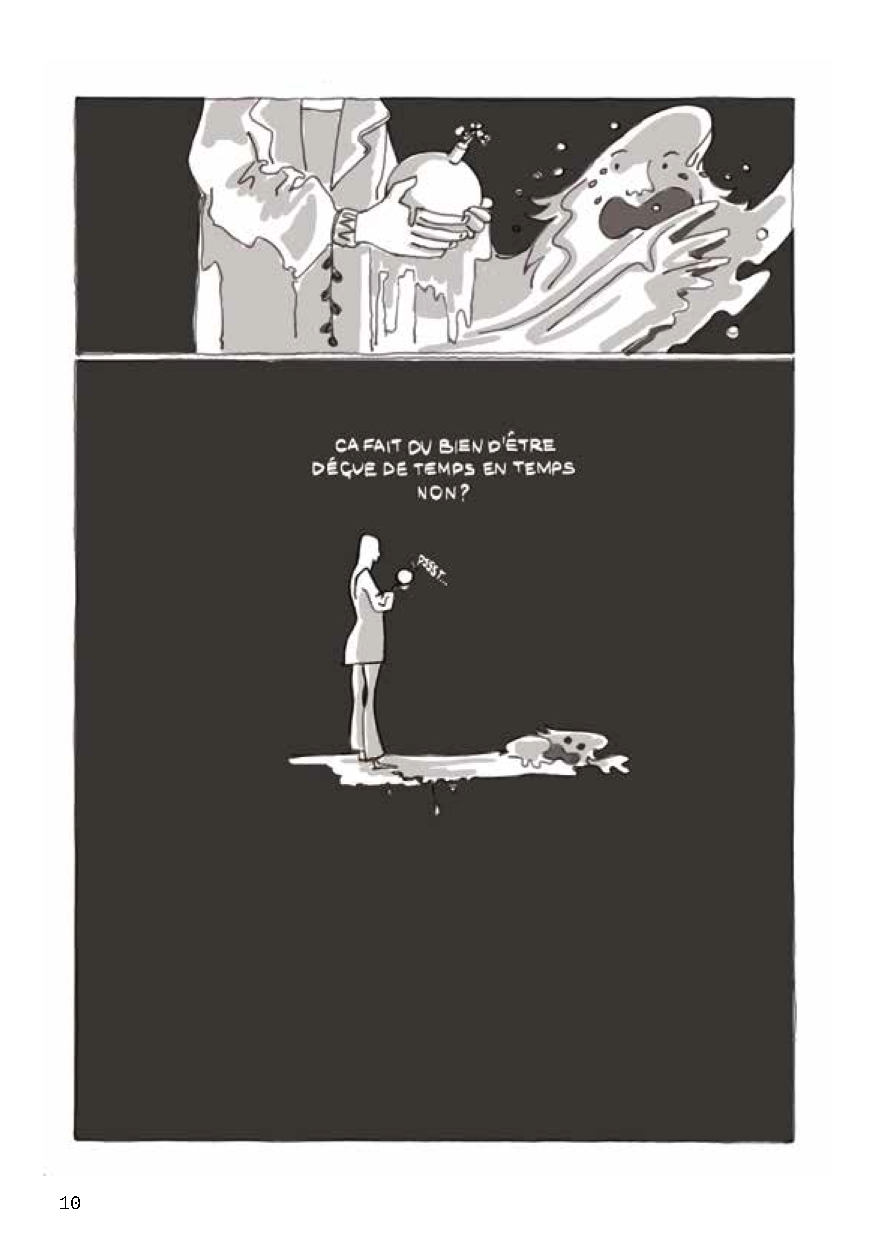 CA FAIT DU BIEN D'ÊTRE
DÉÇUE DE TEMPS EN TEMPS
NON?
PSSST...
10